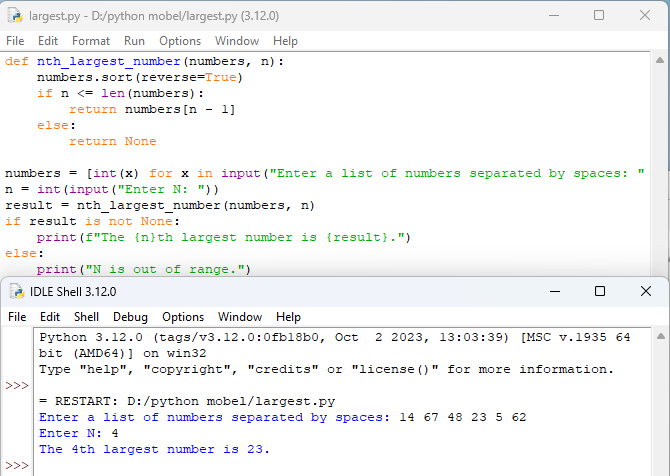 largest.py - D:/python mobel/largest.py (3.12.0)
File Edit Format Run Options Window Help
def nth_largest_number(numbers, n):
    numbers.sort(reverse=True)
    if n <= len(numbers):
        return numbers[n - 1]
    else:
        return None

numbers = [int(x) for x in input("Enter a list of numbers separated by spaces: "
n = int(input("Enter N: "))
result = nth_largest_number(numbers, n)
if result is not None:
    print(f"The {n}th largest number is {result}.")
else:
    print("N is out of range.")
IDLE Shell 3.12.0
File Edit Shell Debug Options Window Help
Python 3.12.0 (tags/v3.12.0:0fb18b0, Oct  2 2023, 13:03:39) [MSC v.1935 64
bit (AMD64)] on win32
Type "help", "copyright", "credits" or "license()" for more information.
>>>
= RESTART: D:/python mobel/largest.py
Enter a list of numbers separated by spaces: 14 67 48 23 5 62
Enter N: 4
The 4th largest number is 23.
>>>